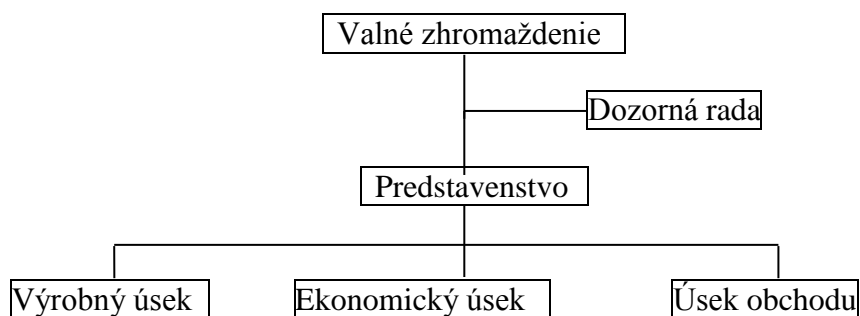 Valné zhromaždenie
Dozorná rada
Predstavenstvo
Výrobný úsek
Ekonomický úsek
Úsek obchodu